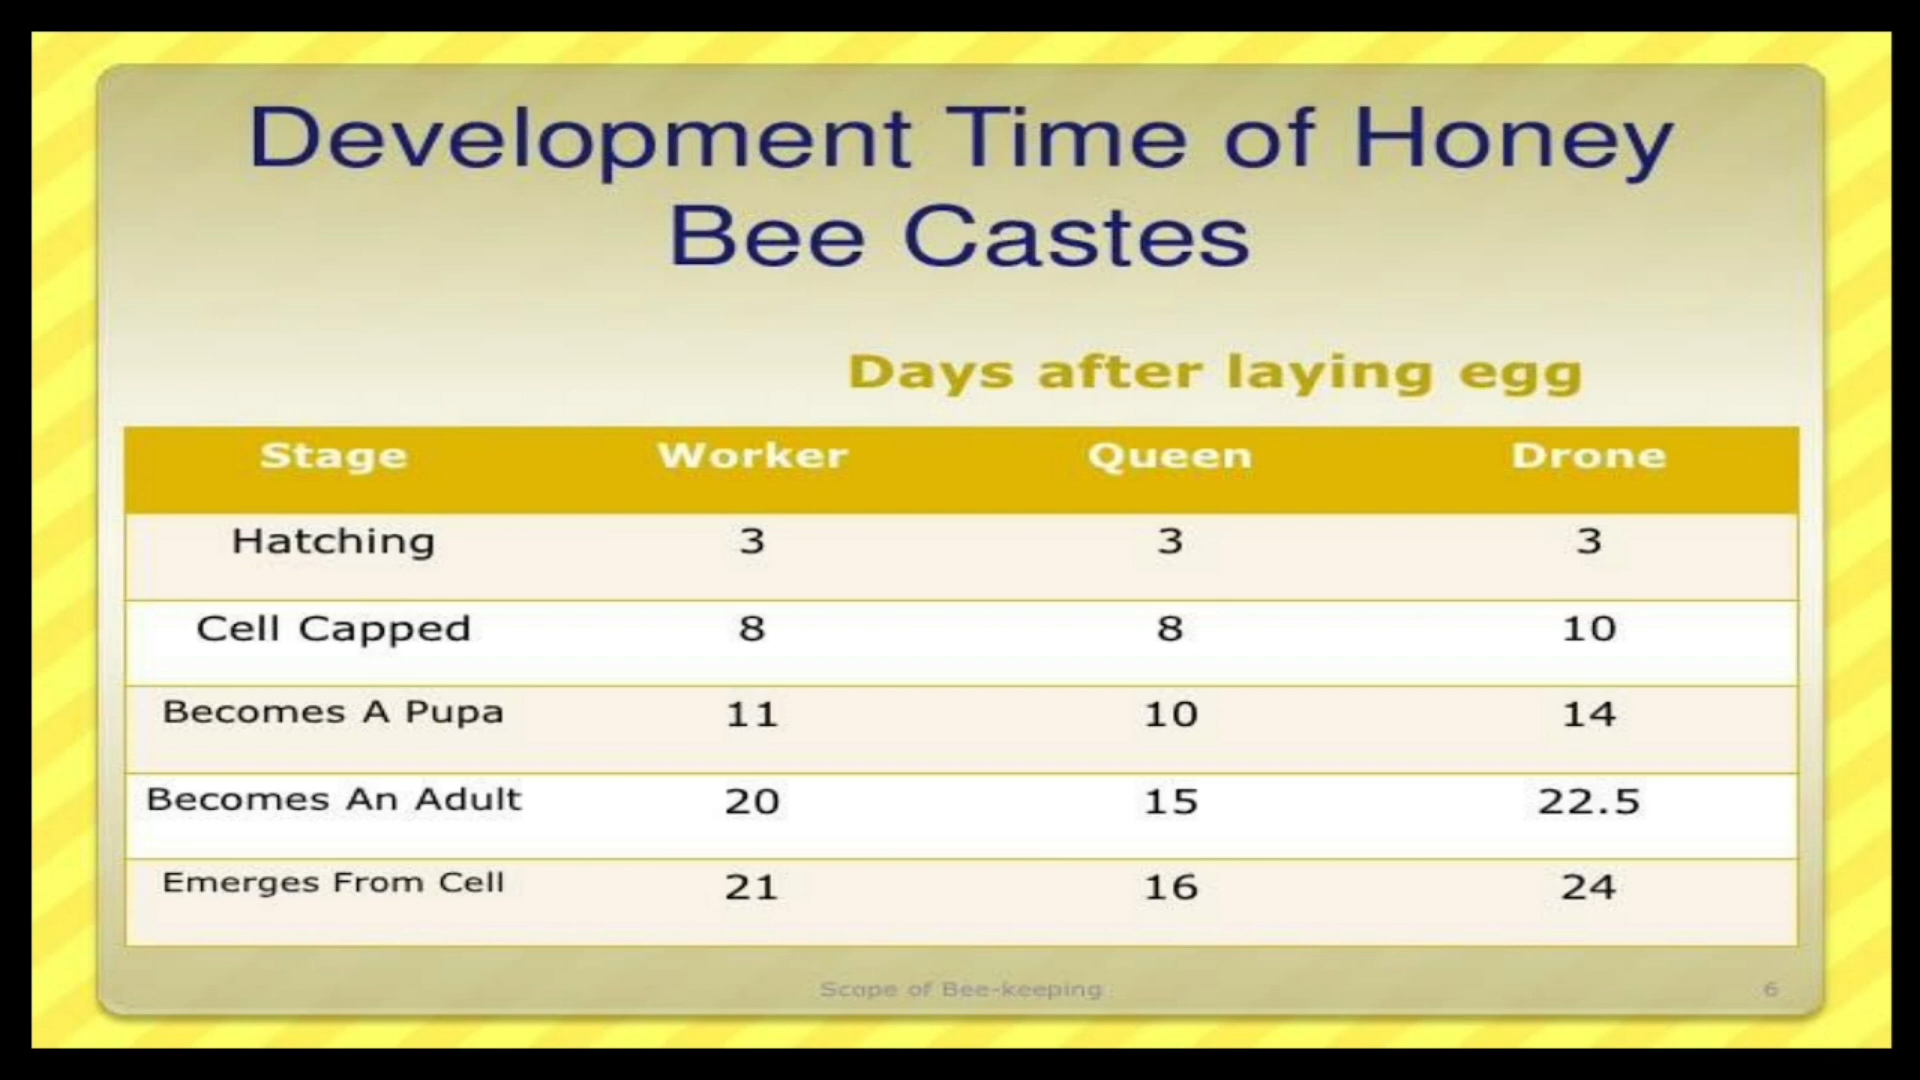 Development Time of Honey
Bee Castes
Days after laying egg
Stage Worker Queen Drone
Hatching 3 3 3
Cell Capped 8 8 10
Becomes A Pupa 11 10 14
Becomes An Adult 20 15 22.5
Emerges From Cell 21 16 24
Scope of Bee-keeping 6